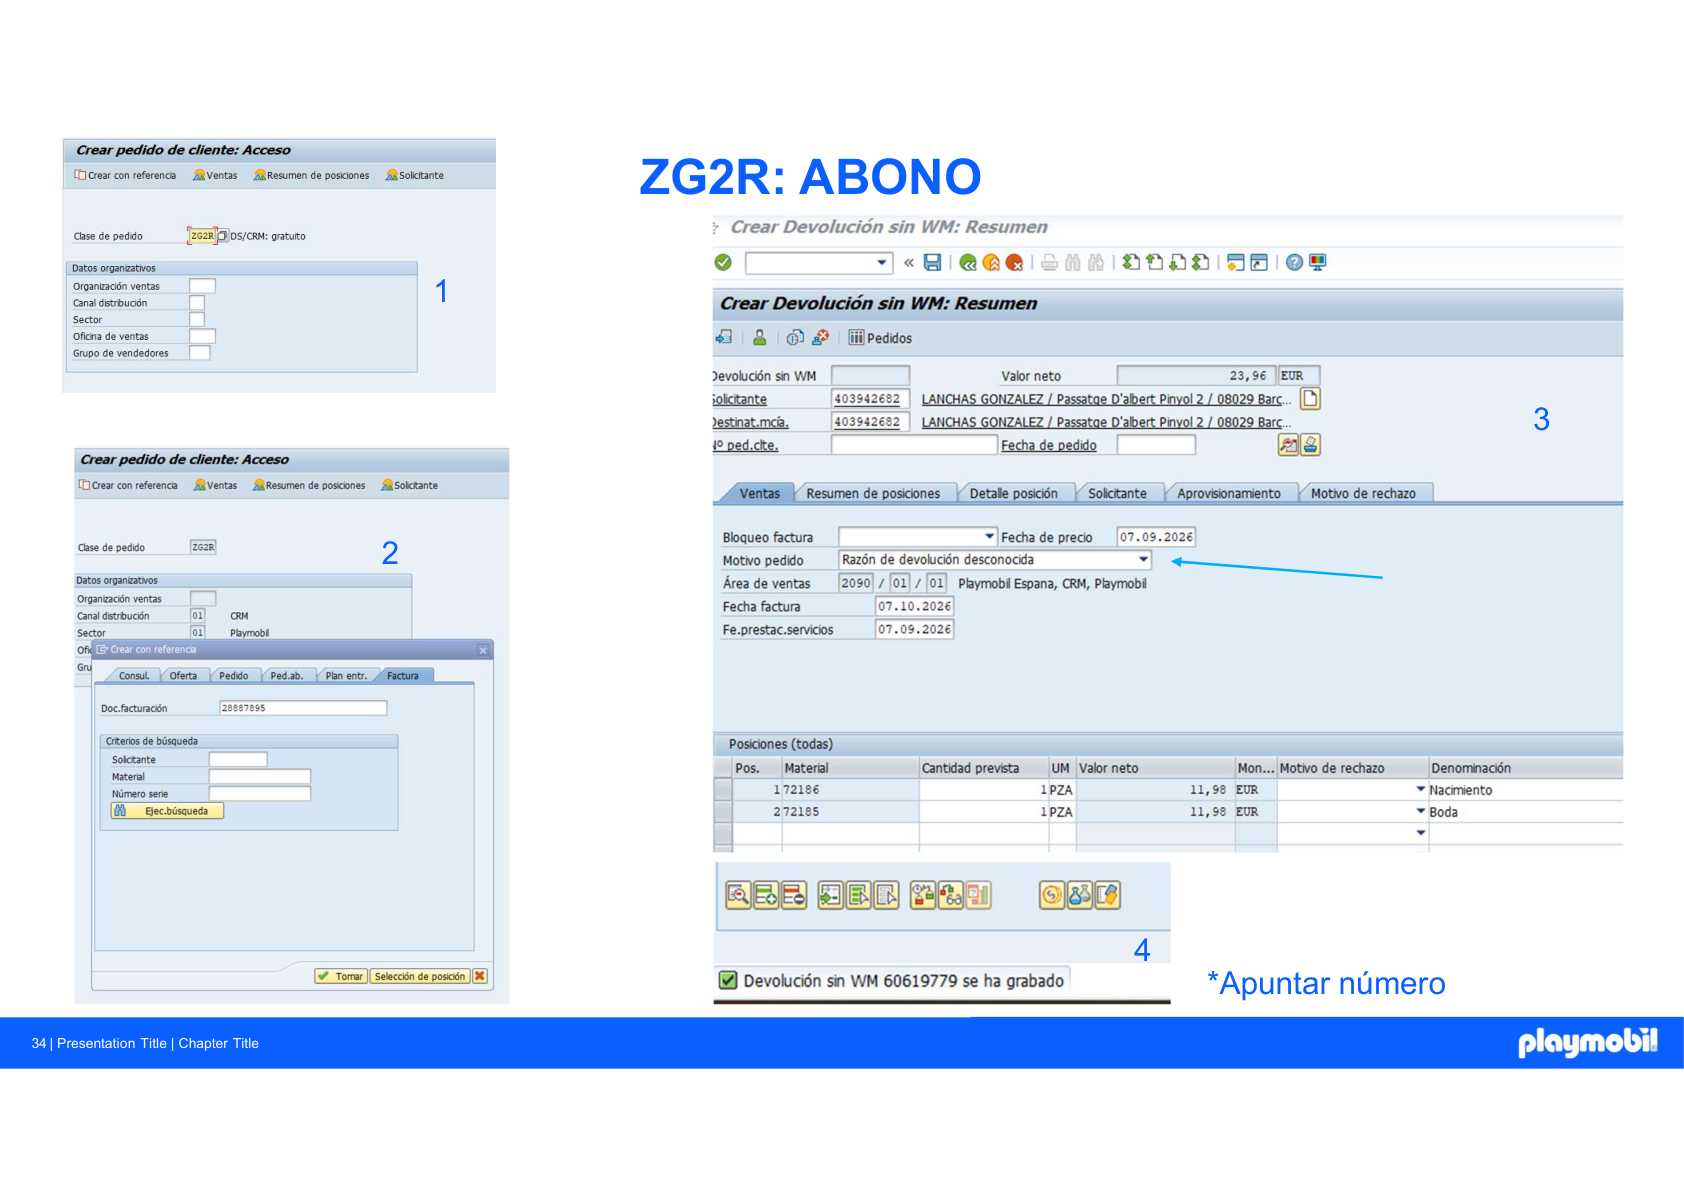 Crear pedido de cliente: Acceso
Crear con referencia Ventas Resumen de posiciones Solicitante
Clase de pedido ZG2R DS/CRM: gratuito
Datos organizativos
Organización ventas
Canal distribución
Sector
Oficina de ventas
Grupo de vendedores
1
Crear pedido de cliente: Acceso
Crear con referencia Ventas Resumen de posiciones Solicitante
Clase de pedido ZG2R
2
Datos organizativos
Organización ventas
Canal distribución 01 CRM
Sector 01 Playmobil
Ofi
Gru
Crear con referencia
Consul. Oferta Pedido Ped.ab. Plan entr. Factura
Doc.facturación 28887895
Criterios de búsqueda
Solicitante
Material
Número serie
Ejec.búsqueda
Tomar Selección de posición
ZG2R: ABONO
Crear Devolución sin WM: Resumen
Crear Devolución sin WM: Resumen
Pedidos
Devolución sin WM Valor neto 23,96 EUR
Solicitante 403942682 LANCHAS GONZALEZ / Passatge D'albert Pinyol 2 / 08029 Barc...
Destinat.mcía. 403942682 LANCHAS GONZALEZ / Passatge D'albert Pinyol 2 / 08029 Barc...
Nº ped.clte. Fecha de pedido
3
Ventas Resumen de posiciones Detalle posición Solicitante Aprovisionamiento Motivo de rechazo
Bloqueo factura Fecha de precio 07.09.2026
Motivo pedido Razón de devolución desconocida
Área de ventas 2090 / 01 / 01 Playmobil Espana, CRM, Playmobil
Fecha factura 07.10.2026
Fe.prestac.servicios 07.09.2026
Posiciones (todas)
Pos. Material Cantidad prevista UM Valor neto Mon... Motivo de rechazo Denominación
1 72186 1 PZA 11,98 EUR Nacimiento
2 72185 1 PZA 11,98 EUR Boda
4
Devolución sin WM 60619779 se ha grabado
*Apuntar número
34 | Presentation Title | Chapter Title
playmobil